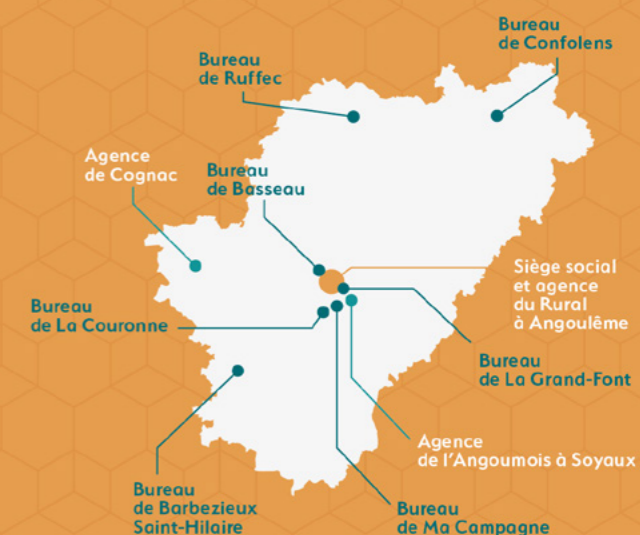 Bureau
de Confolens
Bureau
de Ruffec
Agence
de Cognac
Bureau
de Basseau
Siège social
et agence
du Rural
à Angoulême
Bureau
de La Couronne
Bureau
de La Grand-Font
Agence
de l'Angoumois à Soyaux
Bureau
de Barbezieux
Saint-Hilaire
Bureau
de Ma Campagne